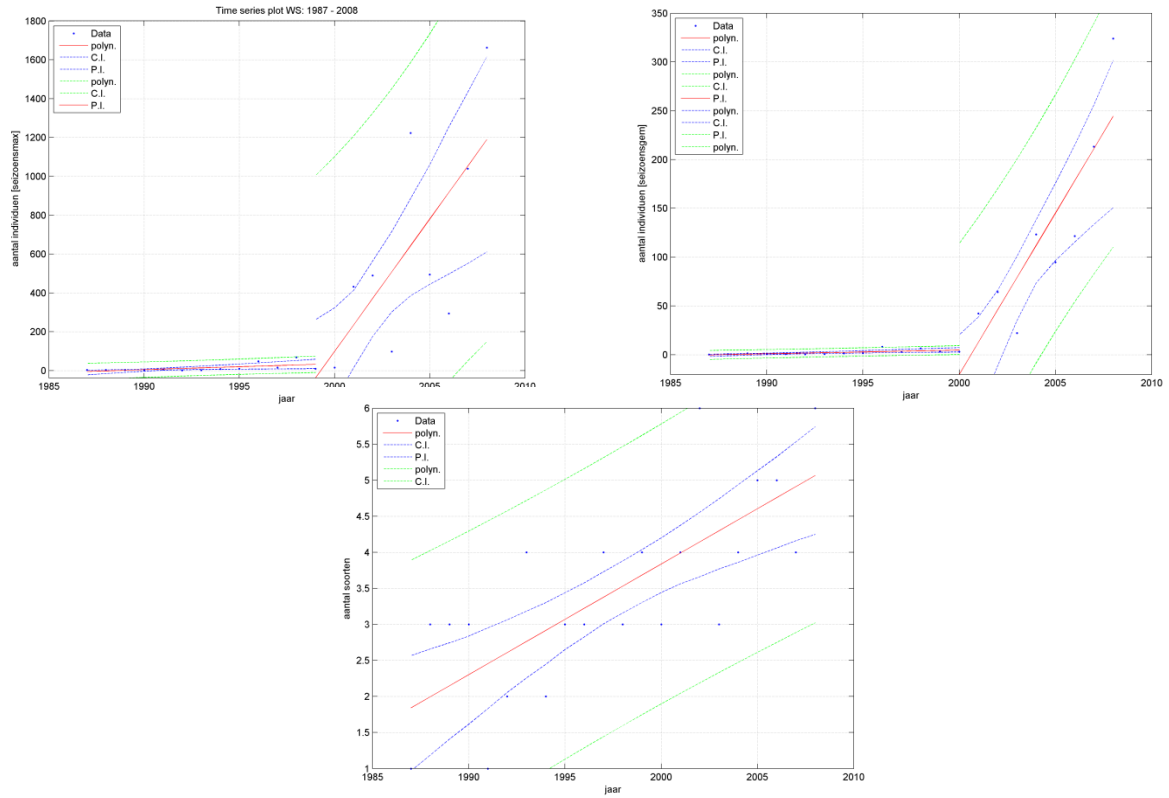 Time series plot WS: 1987 - 2008
1800
1600
1400
1200
1000
800
600
400
200
0
aantal individuen [seizoensmax]
Data
polyn.
C.I.
P.I.
polyn.
C.I.
P.I.
1985
1990
1995
2000
2005
2010
jaar
350
300
250
200
150
100
50
0
aantal individuen [seizoensgem]
Data
polyn.
C.I.
P.I.
polyn.
C.I.
P.I.
polyn.
C.I.
P.I.
polyn.
1985
1990
1995
2000
2005
2010
jaar
6
5.5
5
4.5
4
3.5
3
2.5
2
1.5
1
aantal soorten
Data
polyn.
C.I.
P.I.
polyn.
C.I.
1985
1990
1995
2000
2005
2010
jaar